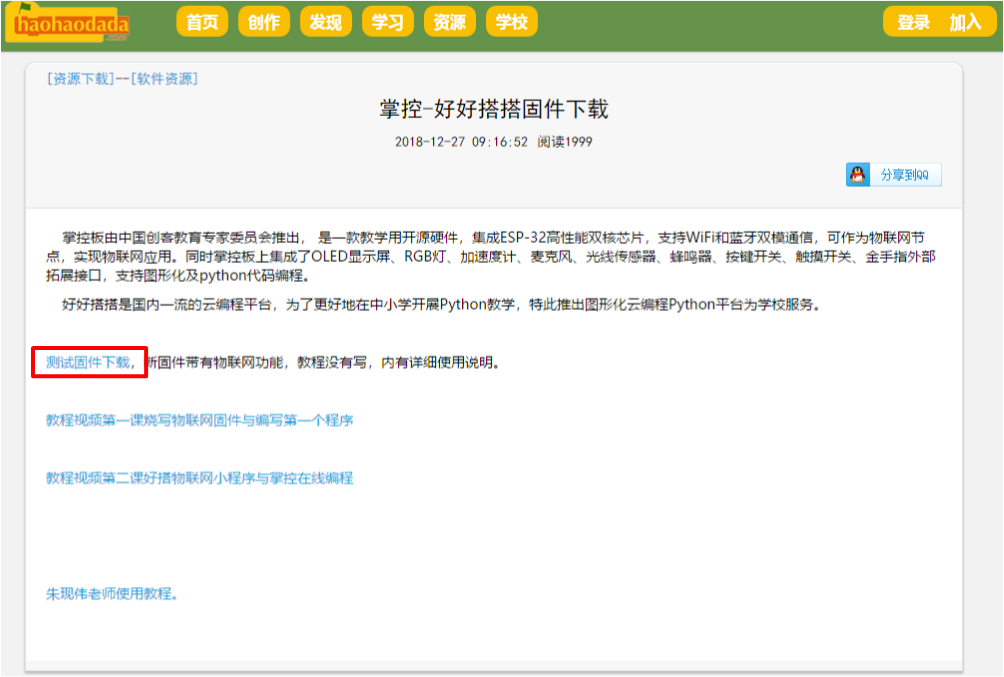 haohaodada
.com
首页 创作 发现 学习 资源 学校 登录 加入
[资源下载]--[软件资源]
掌控-好好搭搭固件下载
2018-12-27 09:16:52 阅读1999
分享到QQ
掌控板由中国创客教育专家委员会推出， 是一款教学用开源硬件，集成ESP-32高性能双核芯片，支持WiFi和蓝牙双模通信，可作为物联网节
点，实现物联网应用。同时掌控板上集成了OLED显示屏、RGB灯、加速度计、麦克风、光线传感器、蜂鸣器、按键开关、触摸开关、金手指外部
拓展接口，支持图形化及python代码编程。
好好搭搭是国内一流的云编程平台，为了更好地在中小学开展Python教学，特此推出图形化云编程Python平台为学校服务。
测试固件下载，新固件带有物联网功能，教程没有写，内有详细使用说明。
教程视频第一课烧写物联网固件与编写第一个程序
教程视频第二课好搭物联网小程序与掌控在线编程
朱现伟老师使用教程。